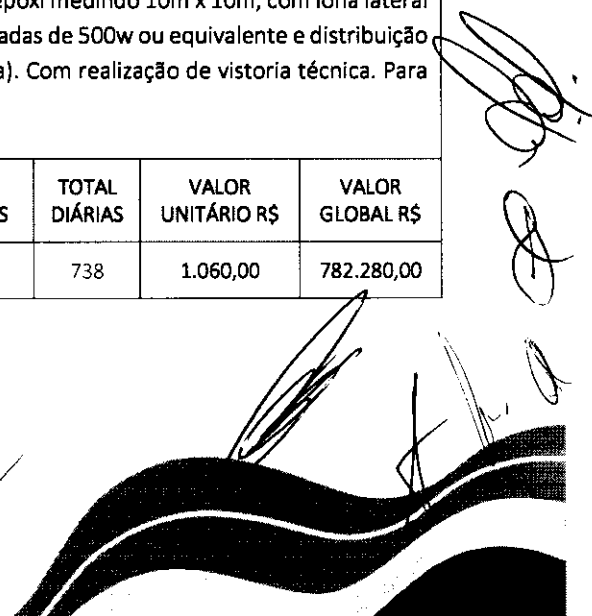 epóxi medindo 10m x 10m, com lona lateral
adas de 500w ou equivalente e distribuição
a). Com realização de vistoria técnica. Para
S
TOTAL
DIÁRIAS
VALOR
UNITÁRIO R$
VALOR
GLOBAL R$
738
1.060,00
782.280,00